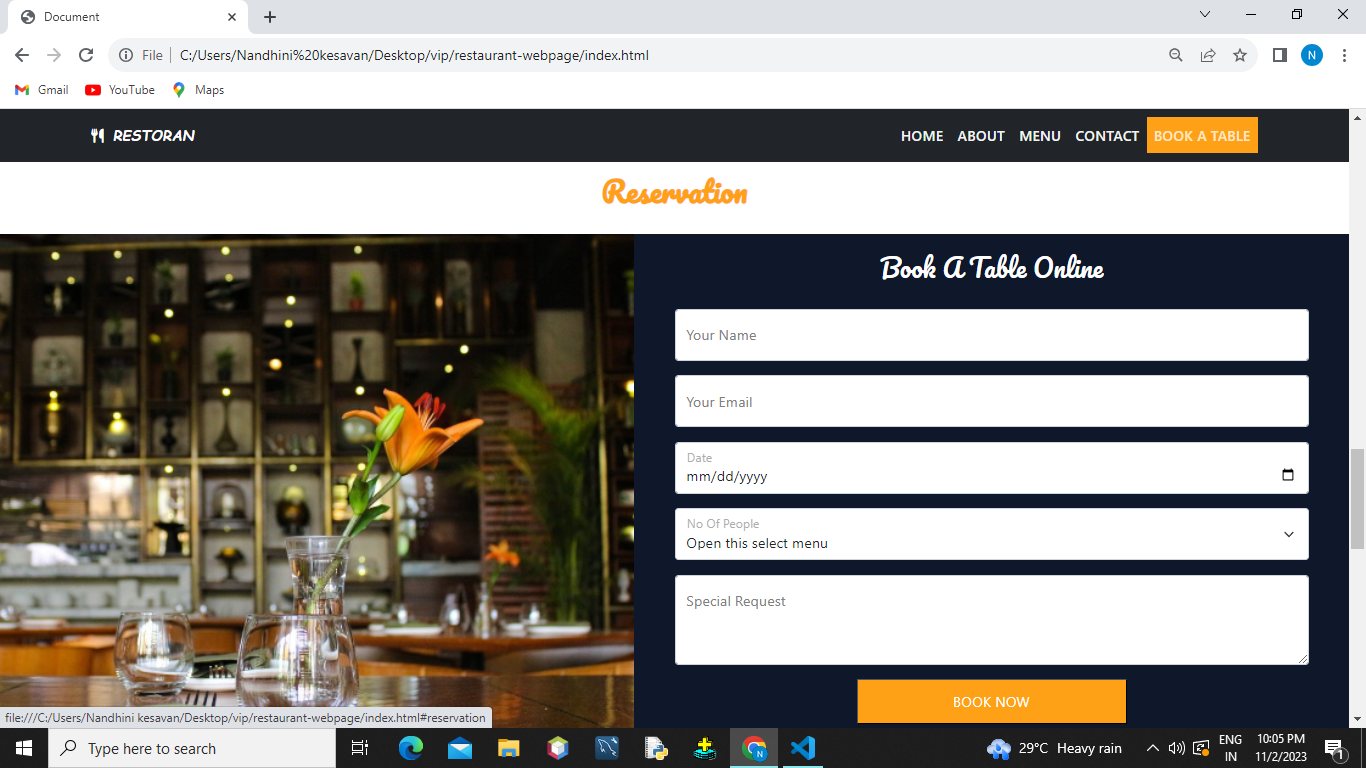 Document
File
C:/Users/Nandhini%20kesavan/Desktop/vip/restaurant-webpage/index.html
N
Gmail
YouTube
Maps
RESTORAN
HOME ABOUT MENU CONTACT BOOK A TABLE
Reservation
Book A Table Online
Your Name
Your Email
Date
mm/dd/yyyy
No Of People
Open this select menu
Special Request
BOOK NOW
file:///C:/Users/Nandhini kesavan/Desktop/vip/restaurant-webpage/index.html#reservation
Type here to search
N
29°C Heavy rain
ENG
IN
10:05 PM
11/2/2023
1